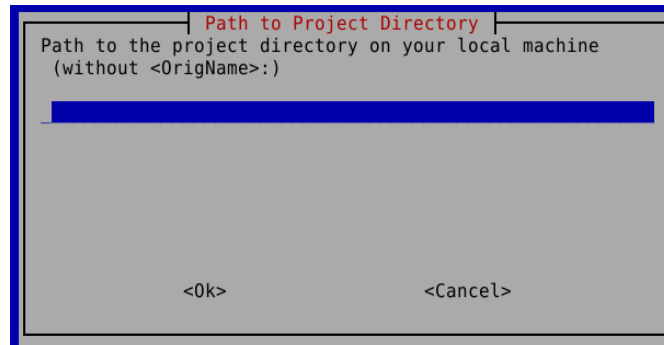 Path to Project Directory
Path to the project directory on your local machine
(without <OrigName>:)
<Ok>
<Cancel>